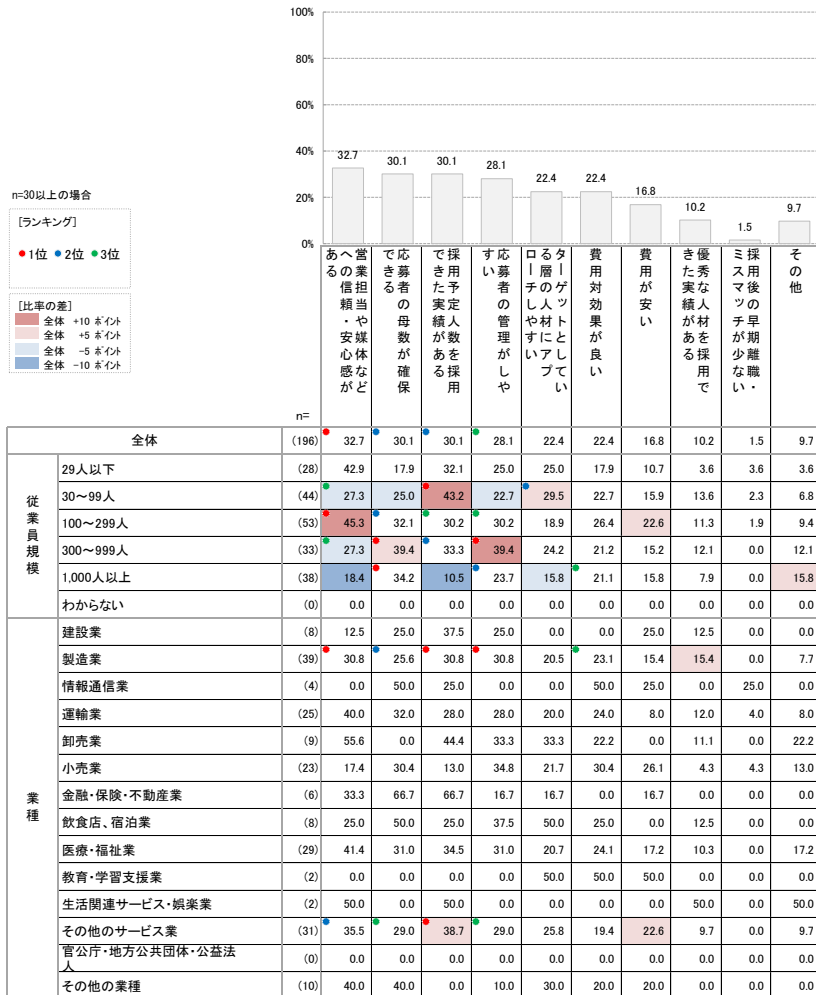 100%
80%
60%
40%
20%
0%
32.7
30.1
30.1
28.1
22.4
22.4
16.8
10.2
1.5
9.7
n=30以上の場合
[ランキング]
●1位 ●2位 ●3位
[比率の差]
全体 +10 ポイント
全体 +5 ポイント
全体 -5 ポイント
全体 -10 ポイント
営業担当や媒体など
への信頼・安心感が
ある
応募者の母数が確保
できる
採用予定人数を採用
できた実績がある
応募者の管理がしや
すい
ターゲットとしてい
る層の人材にアプ
ローチしやすい
費用対効果が良い
費用が安い
優秀な人材を採用で
きた実績がある
採用後の早期離職・
ミスマッチが少ない
その他
n=
全体 (196) 32.7 30.1 30.1 28.1 22.4 22.4 16.8 10.2 1.5 9.7
従業員規模
29人以下 (28) 42.9 17.9 32.1 25.0 25.0 17.9 10.7 3.6 3.6 3.6
30～99人 (44) 27.3 25.0 43.2 22.7 29.5 22.7 15.9 13.6 2.3 6.8
100～299人 (53) 45.3 32.1 30.2 30.2 18.9 26.4 22.6 11.3 1.9 9.4
300～999人 (33) 27.3 39.4 33.3 39.4 24.2 21.2 15.2 12.1 0.0 12.1
1,000人以上 (38) 18.4 34.2 10.5 23.7 15.8 21.1 15.8 7.9 0.0 15.8
わからない (0) 0.0 0.0 0.0 0.0 0.0 0.0 0.0 0.0 0.0 0.0
業種
建設業 (8) 12.5 25.0 37.5 25.0 0.0 0.0 25.0 12.5 0.0 0.0
製造業 (39) 30.8 25.6 30.8 30.8 20.5 23.1 15.4 15.4 0.0 7.7
情報通信業 (4) 0.0 50.0 25.0 0.0 0.0 50.0 25.0 0.0 25.0 0.0
運輸業 (25) 40.0 32.0 28.0 28.0 20.0 24.0 8.0 12.0 4.0 8.0
卸売業 (9) 55.6 0.0 44.4 33.3 33.3 22.2 0.0 11.1 0.0 22.2
小売業 (23) 17.4 30.4 13.0 34.8 21.7 30.4 26.1 4.3 4.3 13.0
金融・保険・不動産業 (6) 33.3 66.7 66.7 16.7 16.7 0.0 16.7 0.0 0.0 0.0
飲食店、宿泊業 (8) 25.0 50.0 25.0 37.5 50.0 25.0 0.0 12.5 0.0 0.0
医療・福祉業 (29) 41.4 31.0 34.5 31.0 20.7 24.1 17.2 10.3 0.0 17.2
教育・学習支援業 (2) 0.0 0.0 0.0 0.0 50.0 50.0 50.0 0.0 0.0 0.0
生活関連サービス・娯楽業 (2) 50.0 0.0 50.0 0.0 0.0 0.0 0.0 50.0 0.0 50.0
その他のサービス業 (31) 35.5 29.0 38.7 29.0 25.8 19.4 22.6 9.7 0.0 9.7
官公庁・地方公共団体・公益法
人 (0) 0.0 0.0 0.0 0.0 0.0 0.0 0.0 0.0 0.0 0.0
その他の業種 (10) 40.0 40.0 0.0 10.0 30.0 20.0 20.0 0.0 0.0 0.0